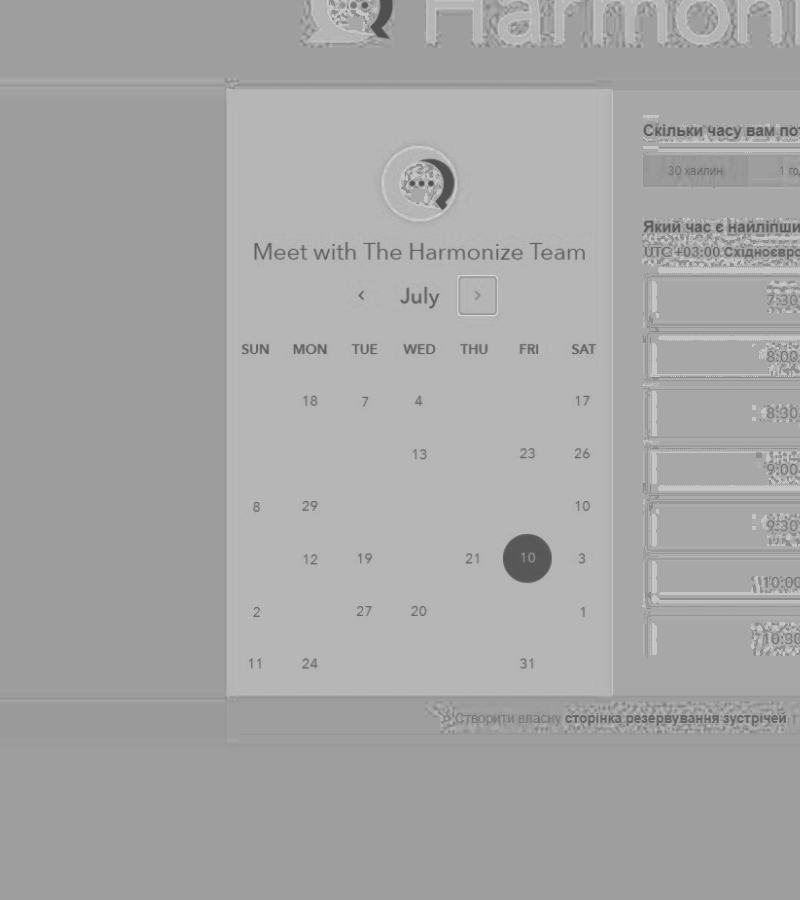 Harmoni
Meet with The Harmonize Team
‹ July ›
SUN MON TUE WED THU FRI SAT
18 7 4 17
13 23 26
8 29 10
12 19 21 10 3
2 27 20 1
11 24 31
Скільки часу вам пот
30 хвилин 1 го
Який час є найліпши
UTC+03:00 Східноєвро
7:30
8:00
8:30
9:00
9:30
10:00
10:30
Створити власну сторінка резервування зустрічей